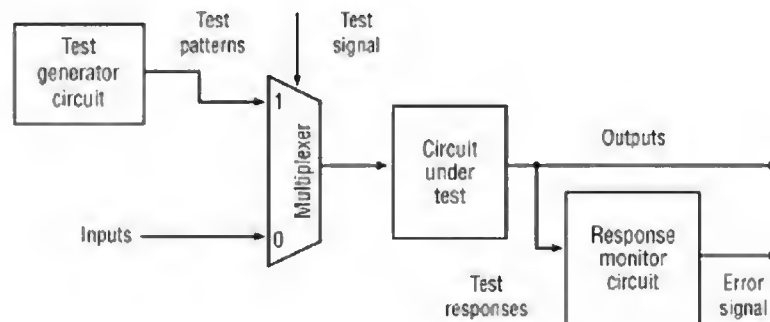 Test
generator
circuit
Test
patterns
Test
signal
1
Multiplexer
0
Inputs
Circuit
under
test
Outputs
Test
responses
Response
monitor
circuit
Error
signal